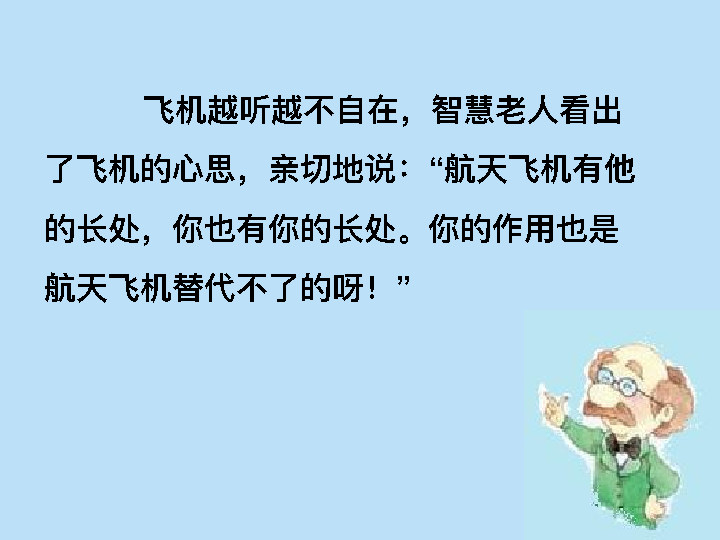 飞机越听越不自在，智慧老人看出
了飞机的心思，亲切地说：“航天飞机有他
的长处，你也有你的长处。你的作用也是
航天飞机替代不了的呀！”